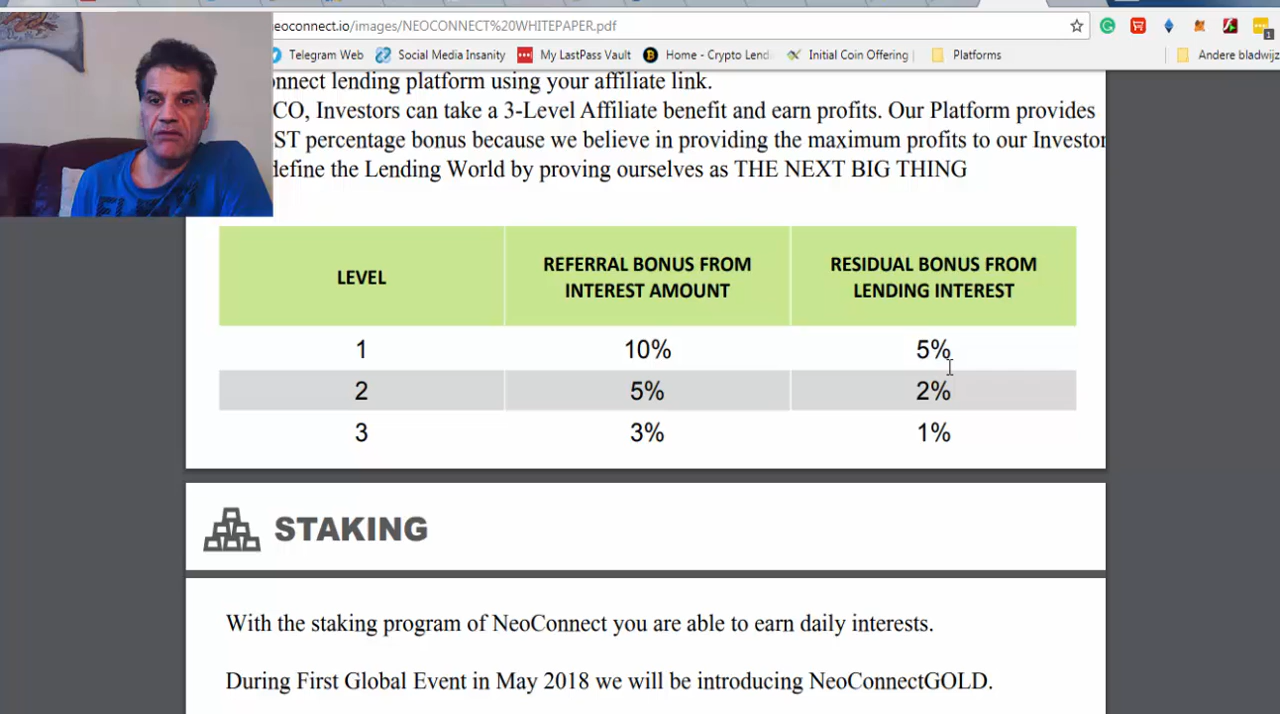 neoconnect.io/images/NEOCONNECT%20WHITEPAPER.pdf
1
Telegram Web Social Media Insanity My LastPass Vault Home - Crypto Lendi Initial Coin Offering Platforms Andere bladwijz
nnect lending platform using your affiliate link.
CO, Investors can take a 3-Level Affiliate benefit and earn profits. Our Platform provides
ST percentage bonus because we believe in providing the maximum profits to our Investor
efine the Lending World by proving ourselves as THE NEXT BIG THING
LEVEL
REFERRAL BONUS FROM
INTEREST AMOUNT
RESIDUAL BONUS FROM
LENDING INTEREST
1 10% 5%
2 5% 2%
3 3% 1%
STAKING
With the staking program of NeoConnect you are able to earn daily interests.
During First Global Event in May 2018 we will be introducing NeoConnectGOLD.